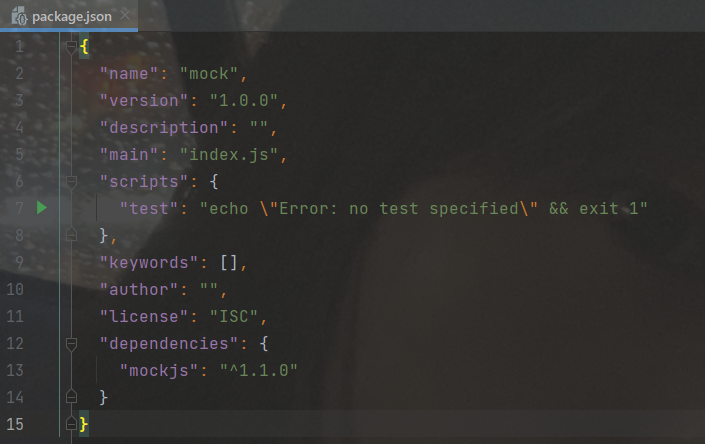 package.json
1 {
2 "name": "mock",
3 "version": "1.0.0",
4 "description": "",
5 "main": "index.js",
6 "scripts": {
7 "test": "echo \"Error: no test specified\" && exit 1"
8 },
9 "keywords": [],
10 "author": "",
11 "license": "ISC",
12 "dependencies": {
13 "mockjs": "^1.1.0"
14 }
15 }